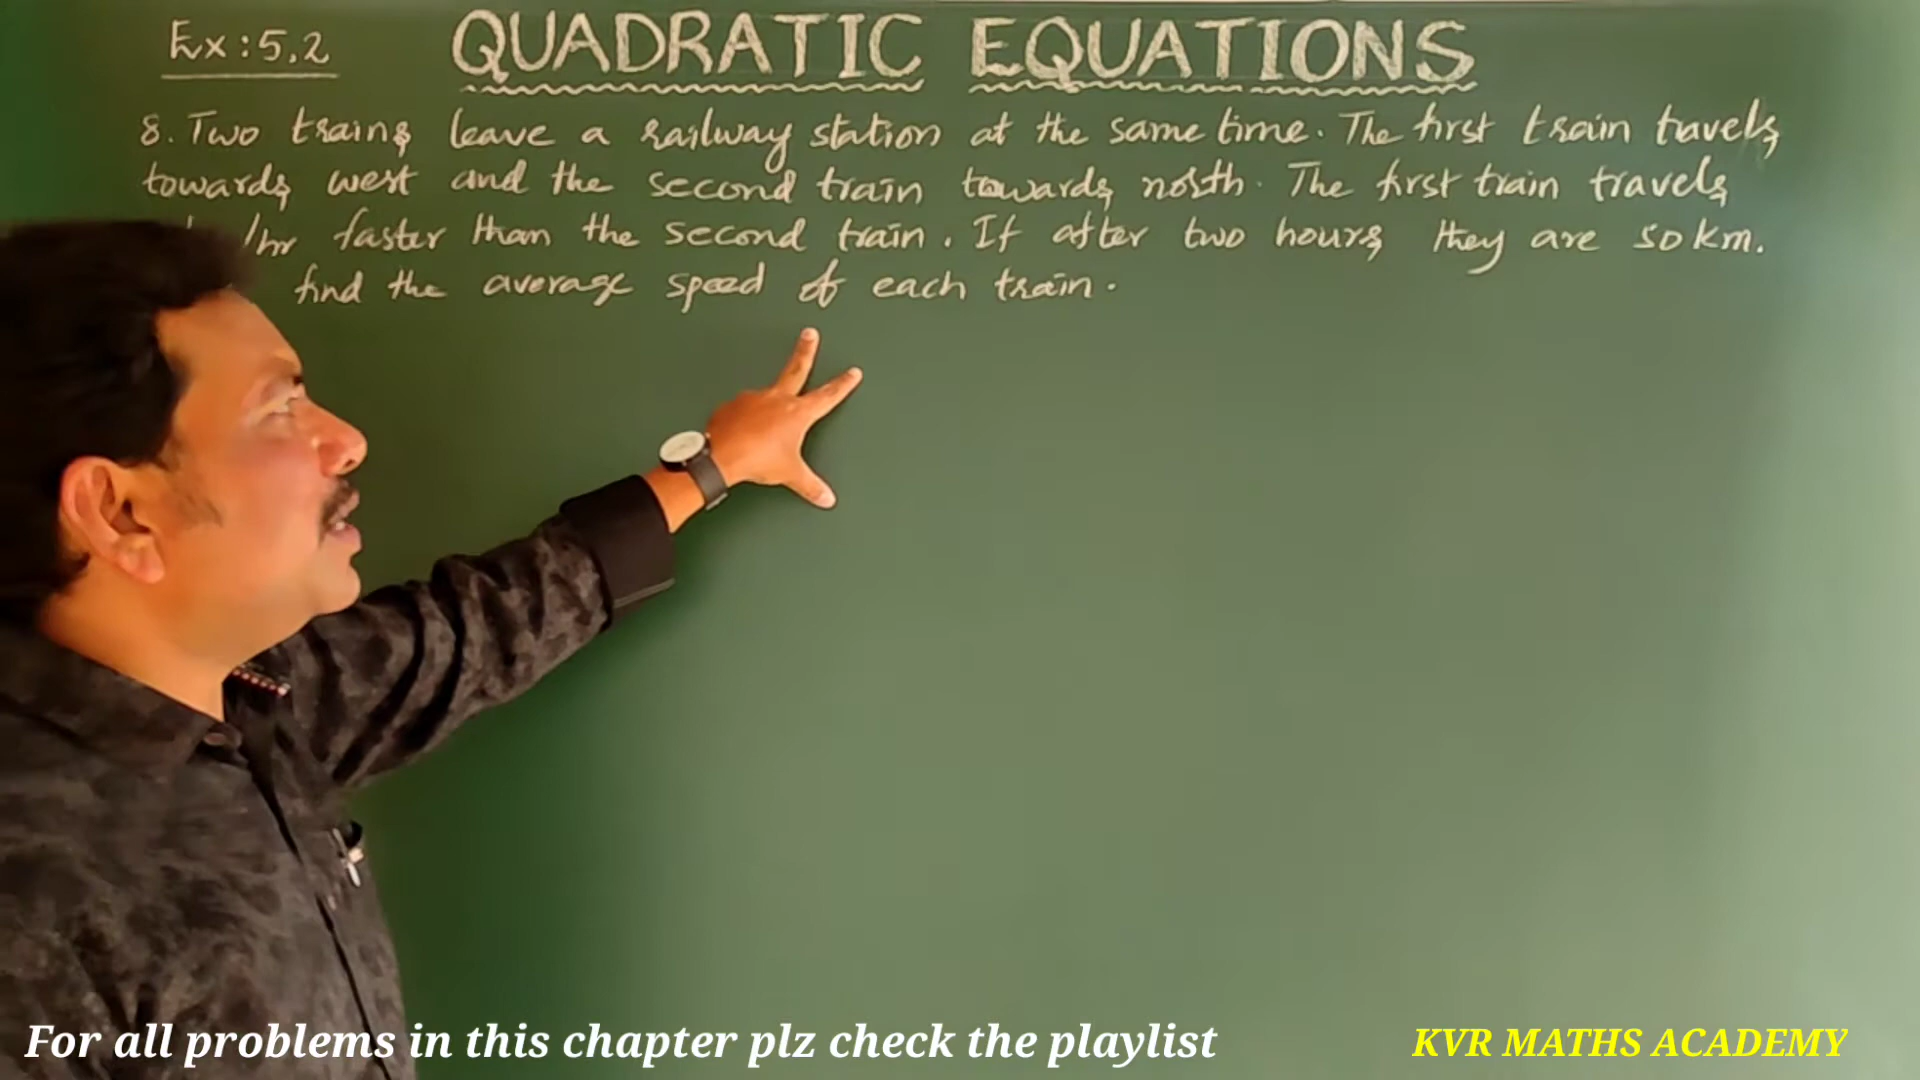 Ex : 5.2 QUADRATIC EQUATIONS
8. Two trains leave a railway station at the same time. The first train travels
towards west and the second train towards north. The first train travels
/hr faster than the second train. If after two hours they are 50 km.
find the average speed of each train.
For all problems in this chapter plz check the playlist
KVR MATHS ACADEMY